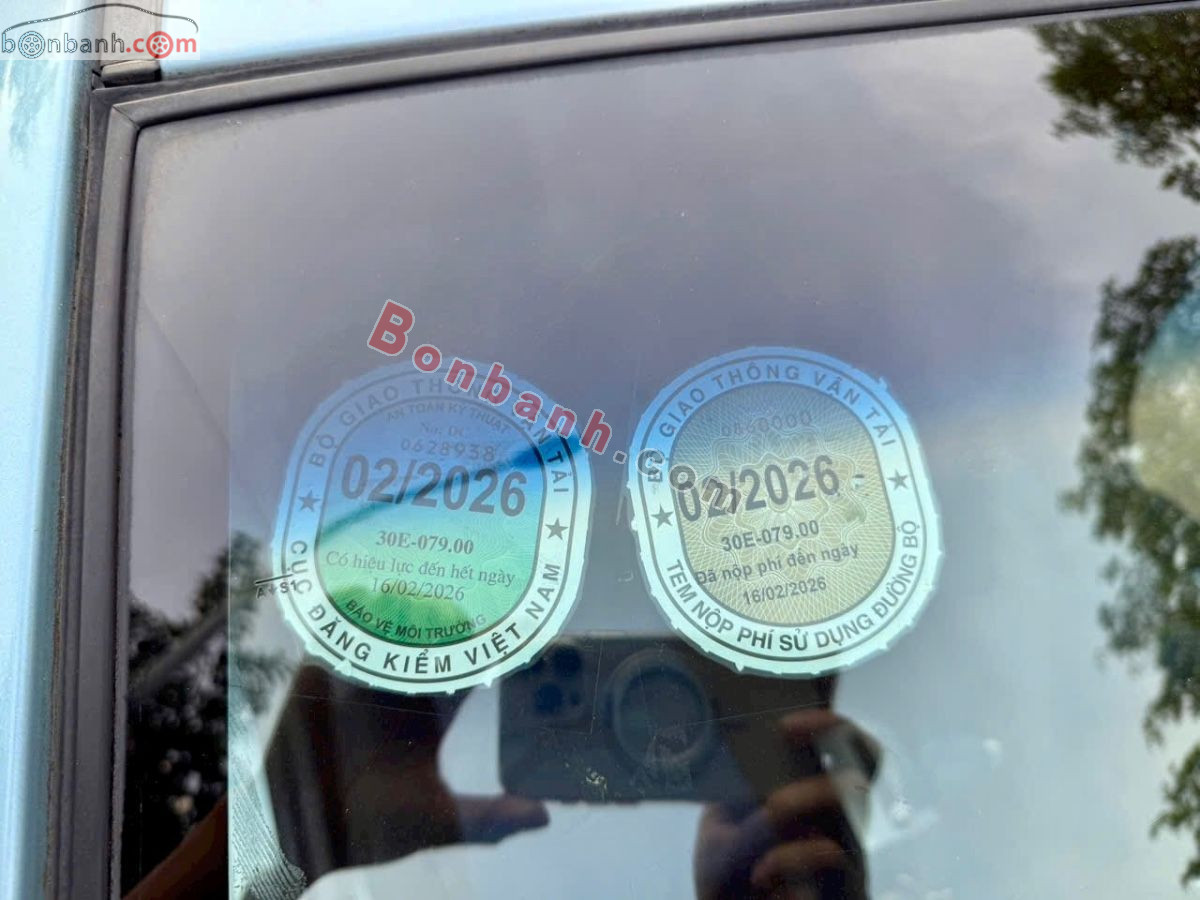 bonbanh.com
Bonbanh.com
BỘ GIAO THÔNG VẬN TẢI
AN TOÀN KỸ THUẬT
No: DC
0628938
02/2026
30E-079.00
Có hiệu lực đến hết ngày
16/02/2026
BẢO VỆ MÔI TRƯỜNG
CỤC ĐĂNG KIỂM VIỆT NAM
BỘ GIAO THÔNG VẬN TẢI
02/2026
30E-079.00
Đã nộp phí đến ngày
16/02/2026
TEM NỘP PHÍ SỬ DỤNG ĐƯỜNG BỘ